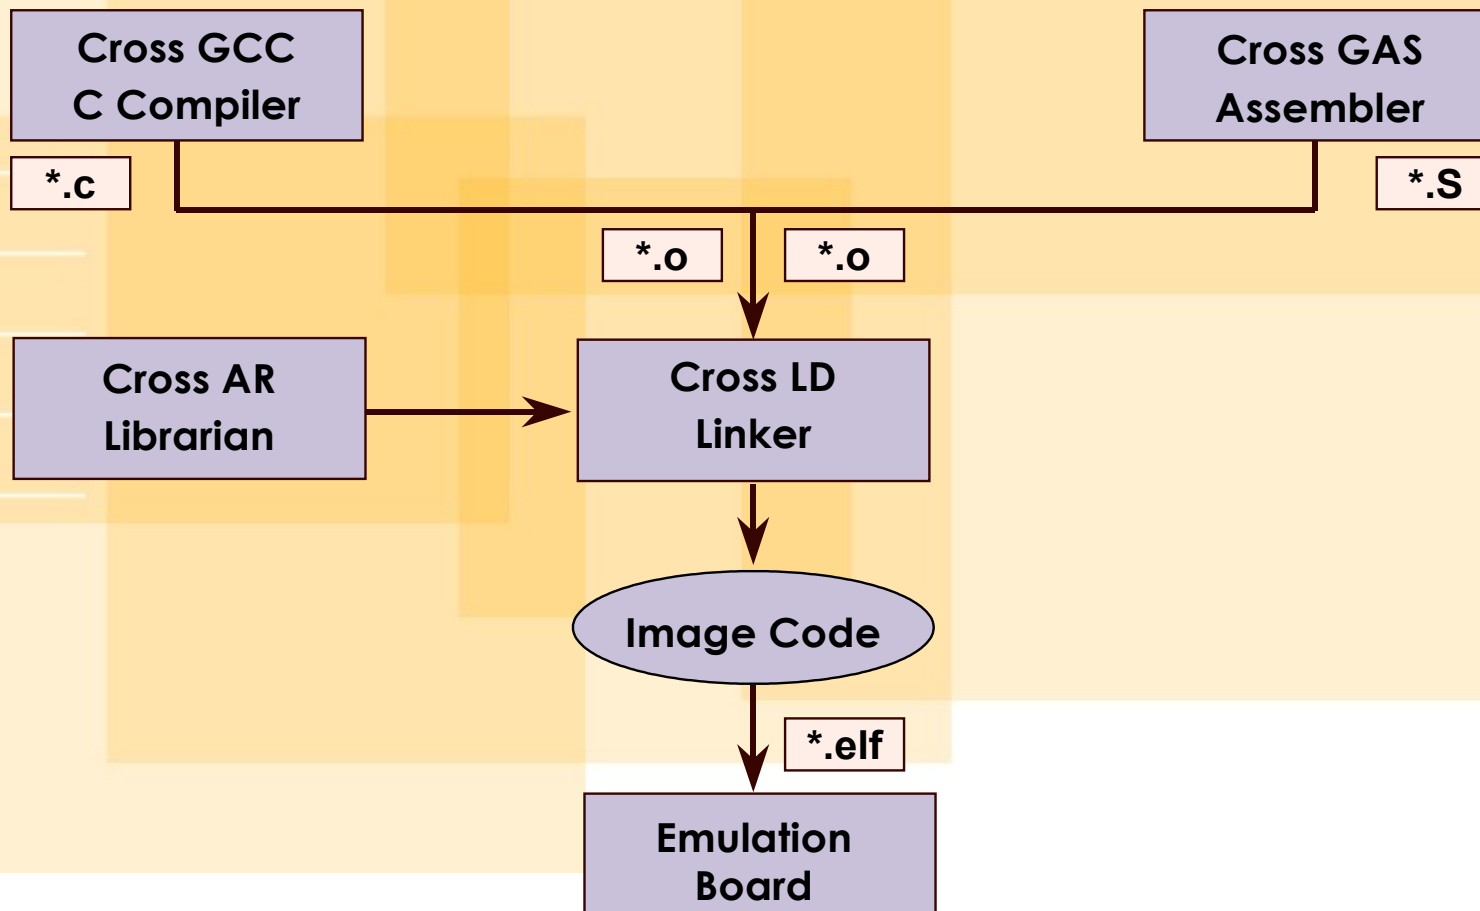 Cross GCC
C Compiler
Cross GAS
Assembler
*.c
*.S
*.o
*.o
Cross AR
Librarian
Cross LD
Linker
Image Code
*.elf
Emulation
Board